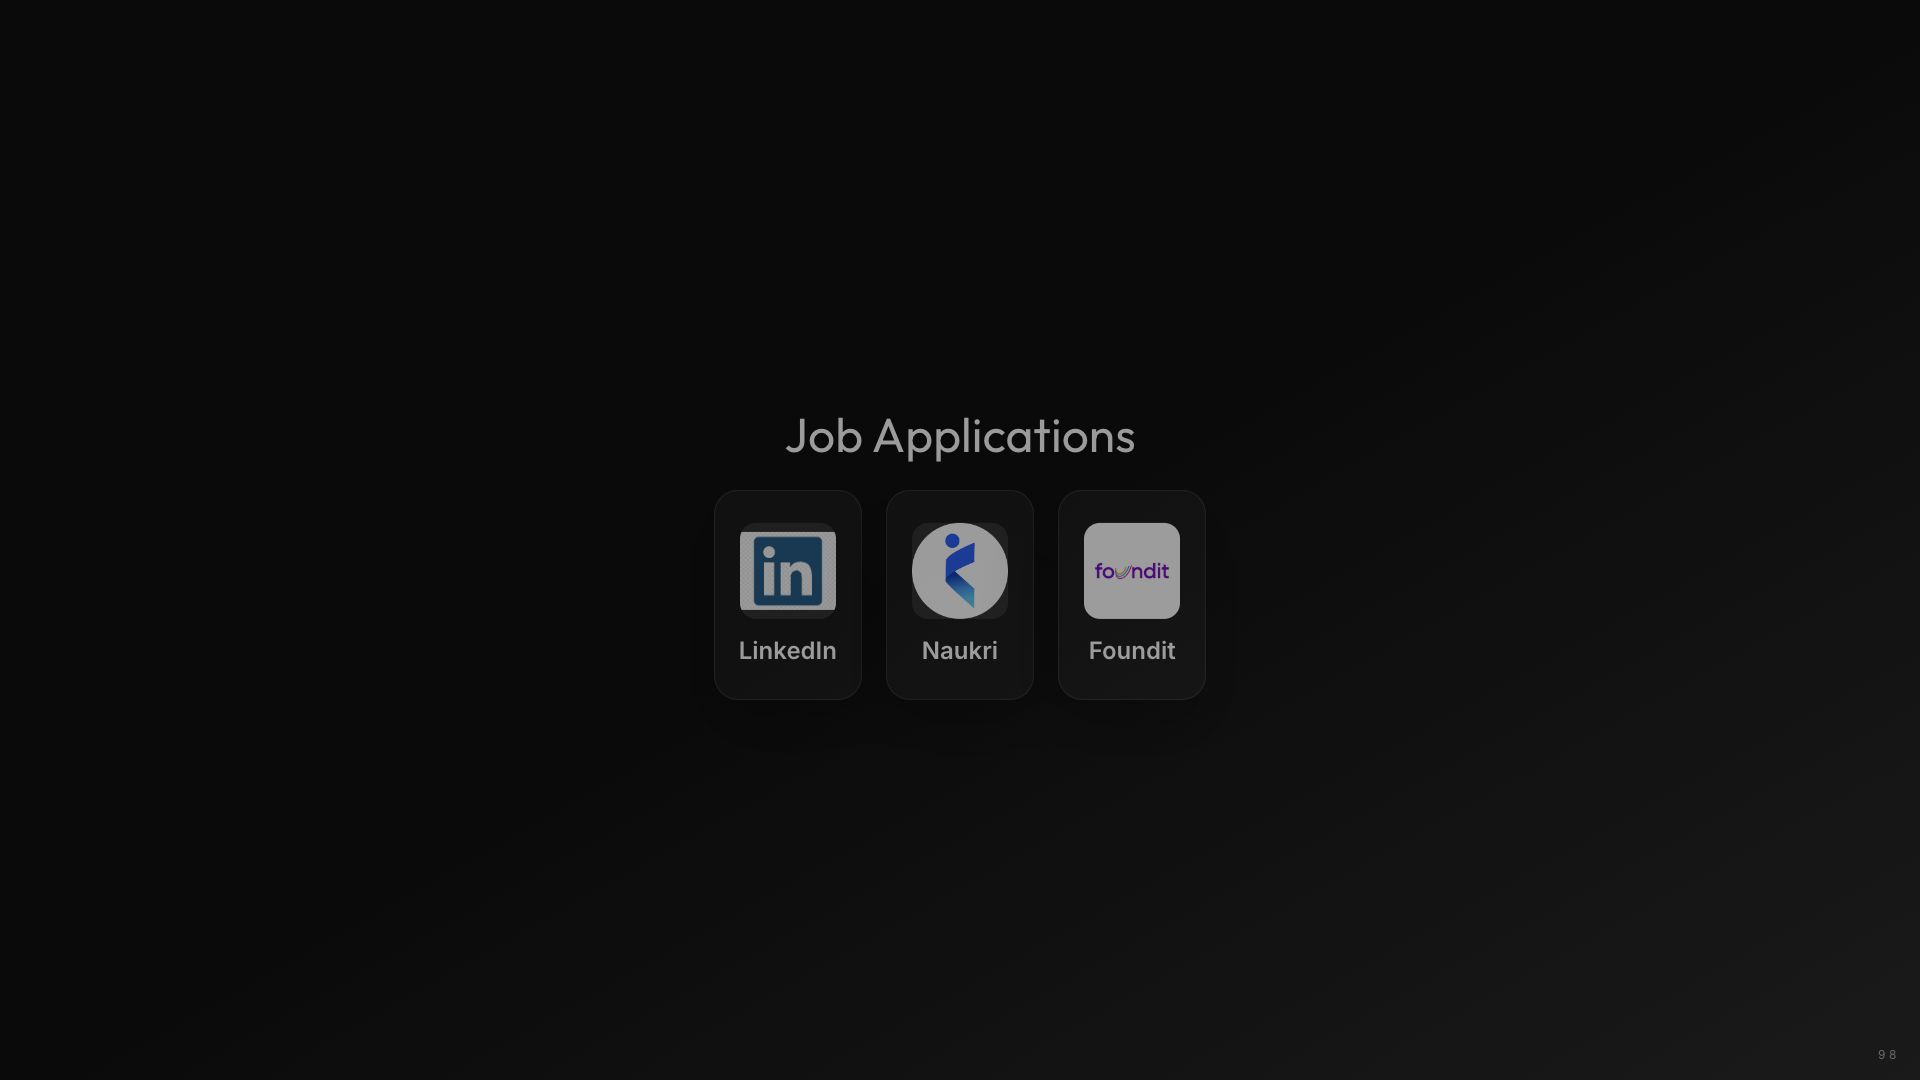 Job Applications
in
foundit
LinkedIn
Naukri
Foundit
98